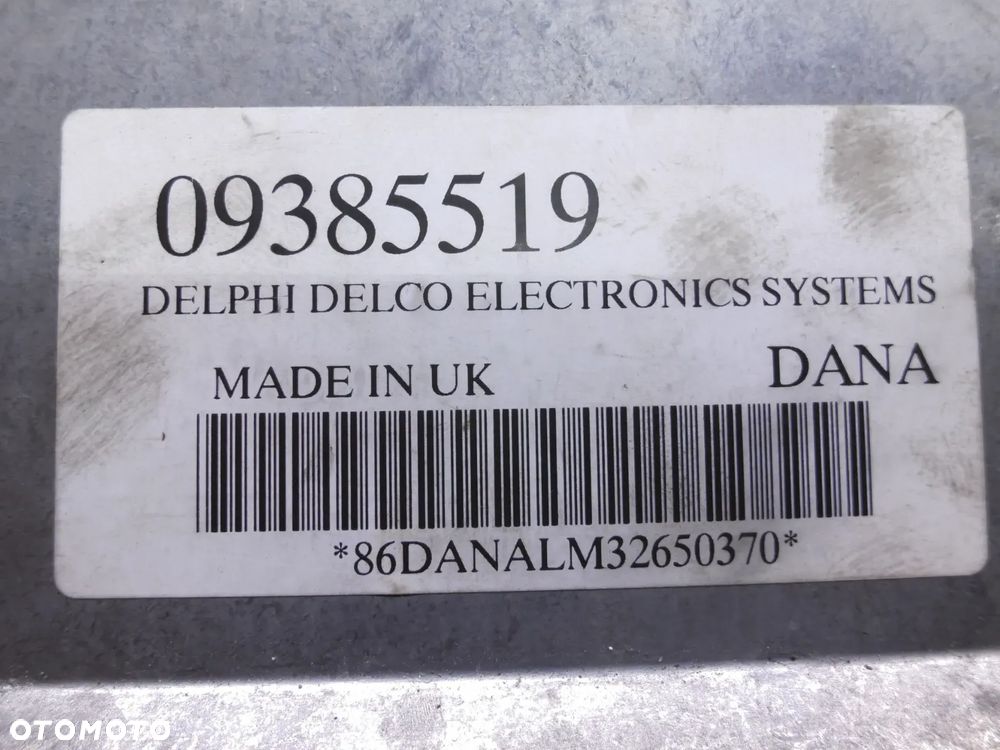 09385519
DELPHI DELCO ELECTRONICS SYSTEMS
MADE IN UK
DANA
*86DANALM32650370*
OTOMOTO